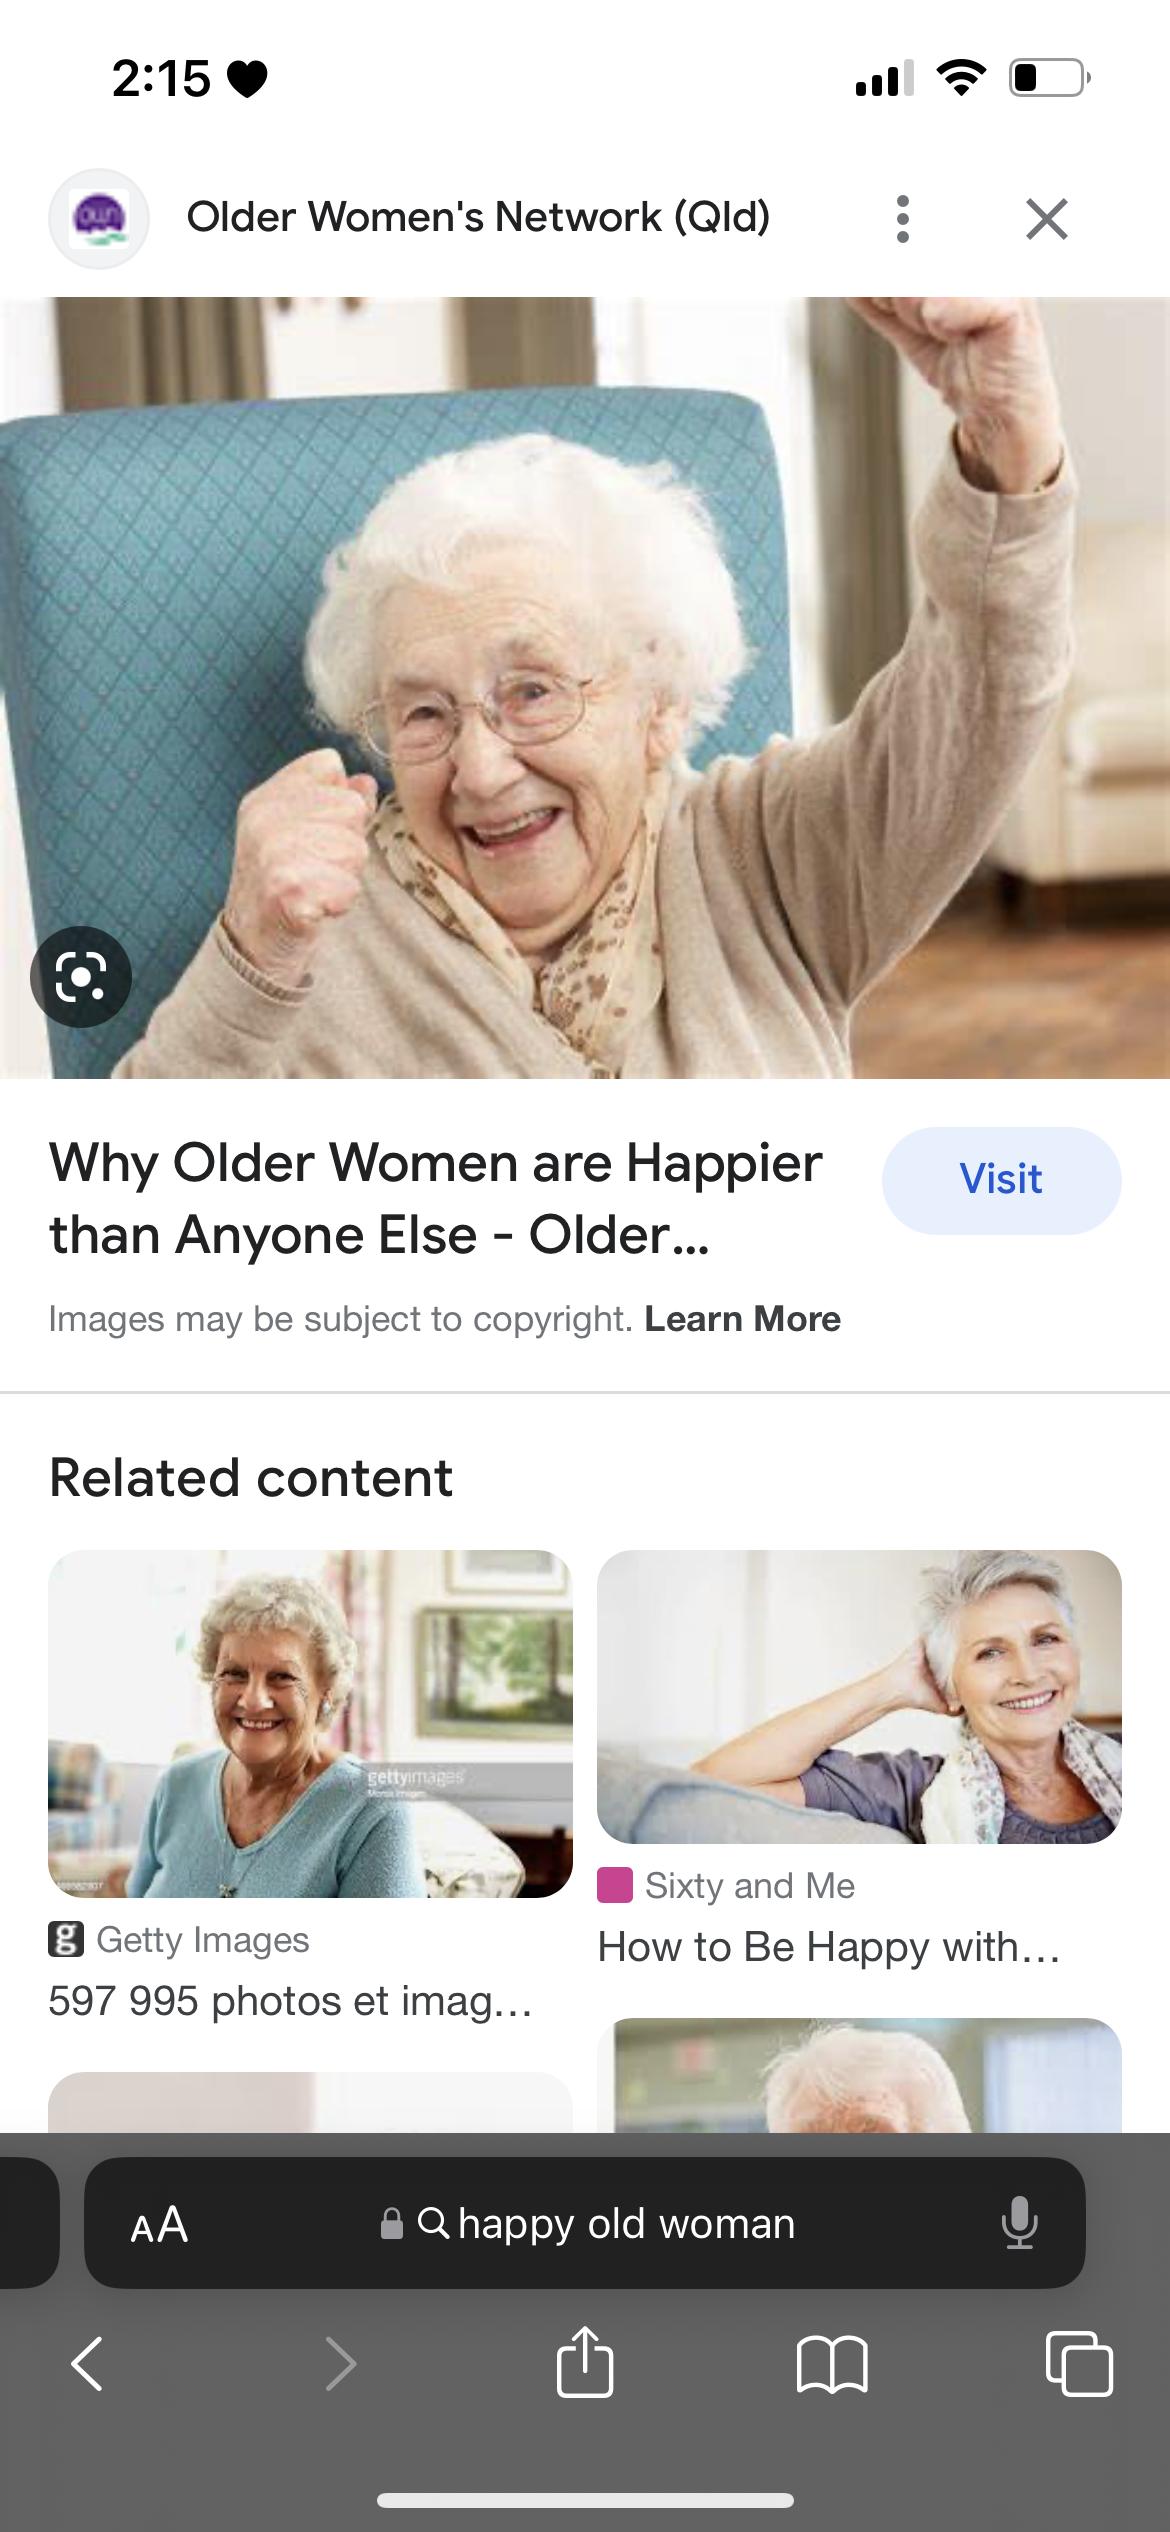 2:15
own
Older Women's Network (Qld)
Why Older Women are Happier
than Anyone Else - Older...
Visit
Images may be subject to copyright. Learn More
Related content
gettyimages
g Getty Images
597 995 photos et imag...
Sixty and Me
How to Be Happy with...
AA
happy old woman